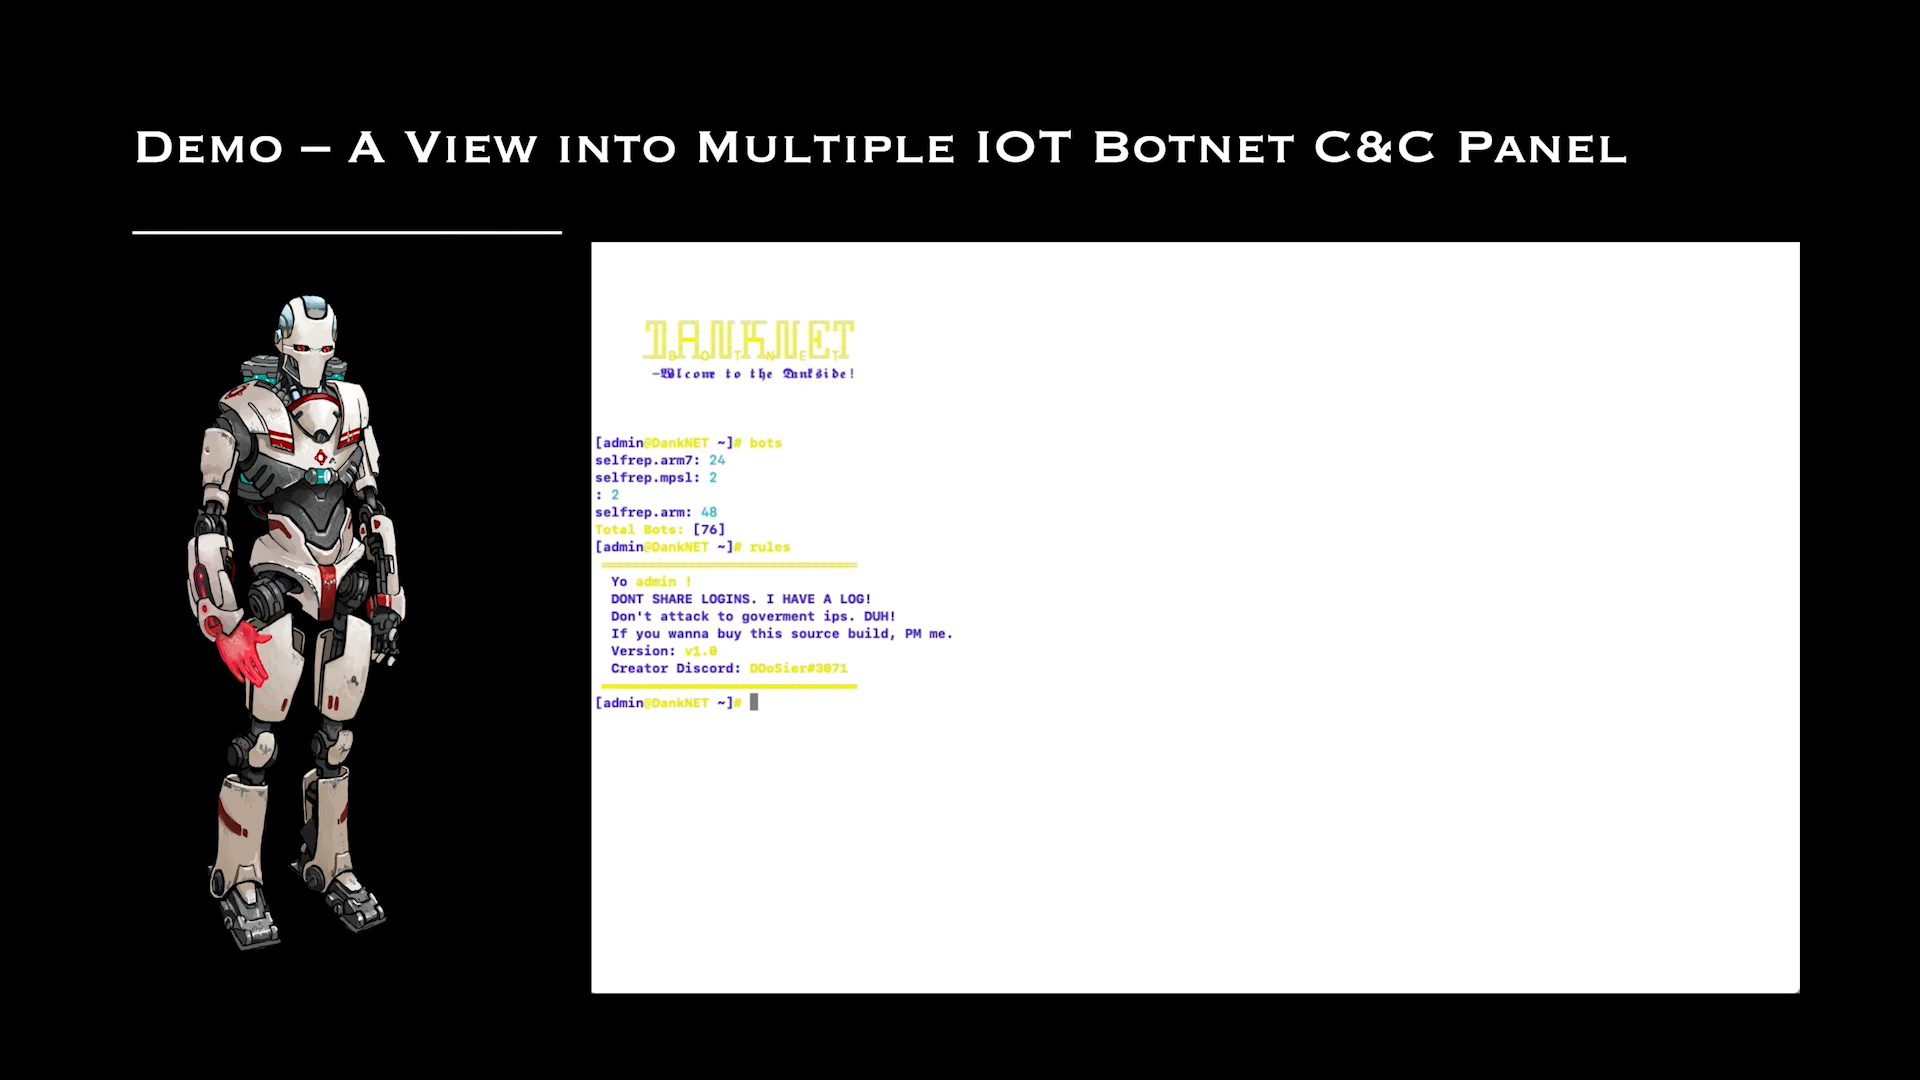 DEMO – A VIEW INTO MULTIPLE IOT BOTNET C&C PANEL
DANKNET
BOTNET
-Wlcome to the DankSide!
[admin@DankNET ~]# bots
selfrep.arm7: 24
selfrep.mpsl: 2
: 2
selfrep.arm: 48
Total Bots: [76]
[admin@DankNET ~]# rules
Yo admin !
DONT SHARE LOGINS. I HAVE A LOG!
Don't attack to goverment ips. DUH!
If you wanna buy this source build, PM me.
Version: v1.0
Creator Discord: DDoSier#3071
[admin@DankNET ~]#